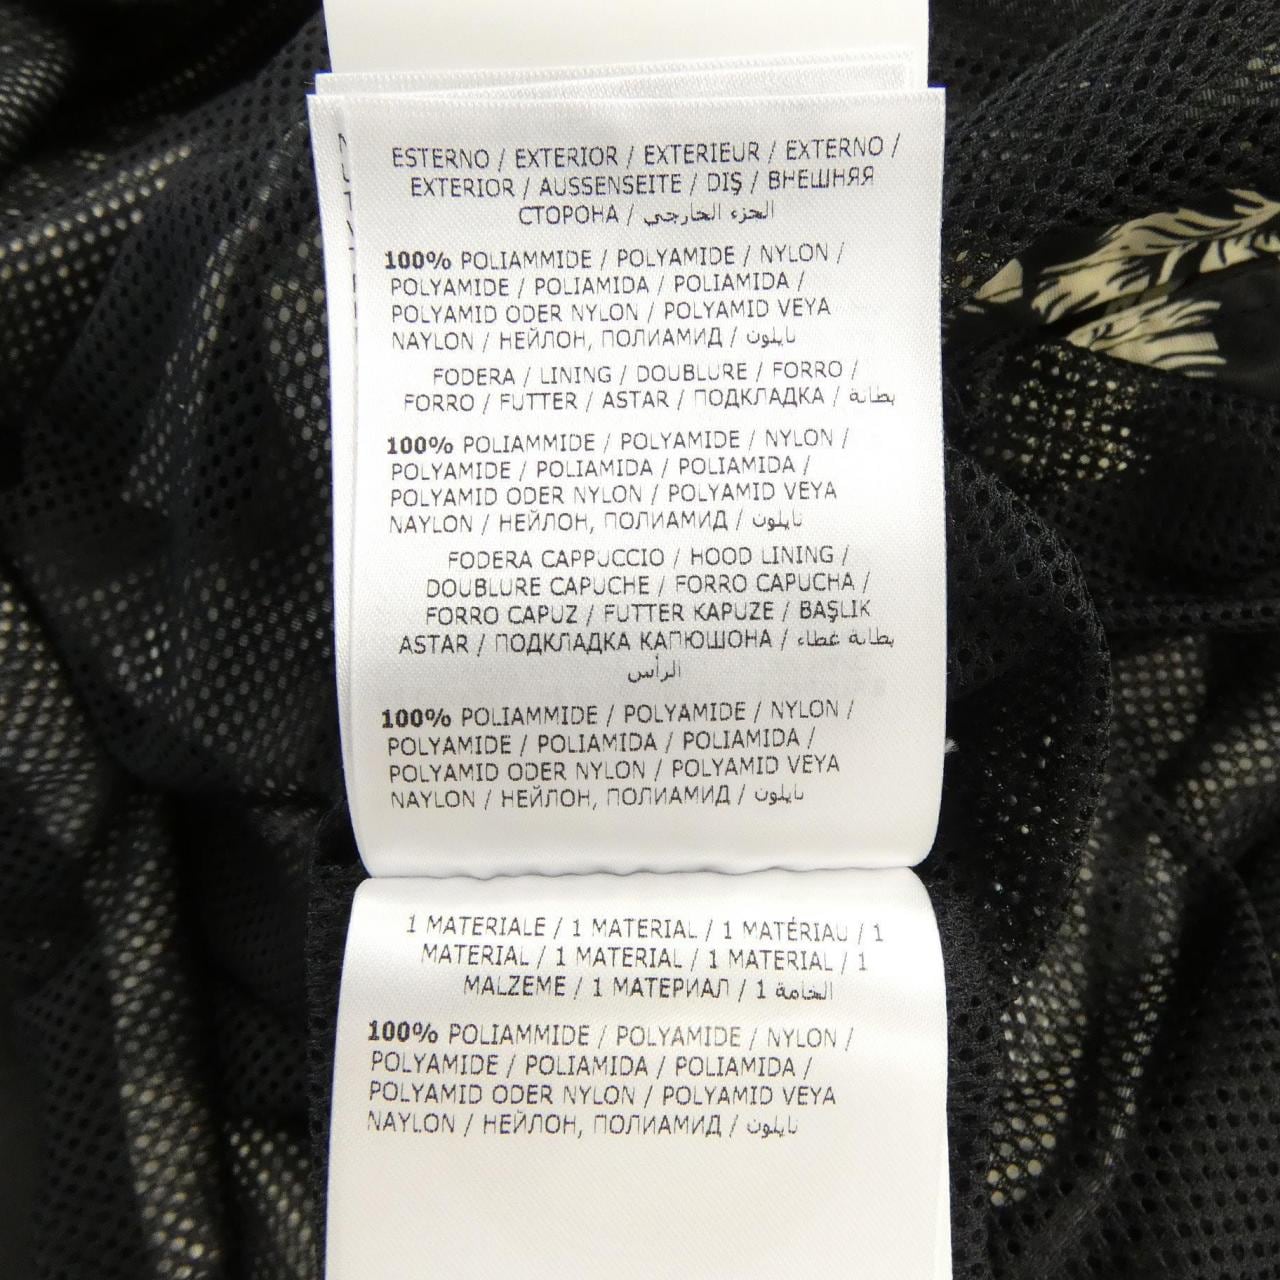 ESTERNO / EXTERIOR / EXTERIEUR / EXTERNO /
EXTERIOR / AUSSENSEITE / DIŞ / ВНЕШНЯЯ
СТОРОНА / الجزء الخارجي
100% POLIAMMIDE / POLYAMIDE / NYLON /
POLYAMIDE / POLIAMIDA / POLIAMIDA /
POLYAMID ODER NYLON / POLYAMID VEYA
NAYLON / НЕЙЛОН, ПОЛИАМИД / نايلون
FODERA / LINING / DOUBLURE / FORRO /
FORRO / FUTTER / ASTAR / ПОДКЛАДКА / بطانة
100% POLIAMMIDE / POLYAMIDE / NYLON /
POLYAMIDE / POLIAMIDA / POLIAMIDA /
POLYAMID ODER NYLON / POLYAMID VEYA
NAYLON / НЕЙЛОН, ПОЛИАМИД / نايلون
FODERA CAPPUCCIO / HOOD LINING /
DOUBLURE CAPUCHE / FORRO CAPUCHA /
FORRO CAPUZ / FUTTER KAPUZE / BAŞLIK
ASTAR / ПОДКЛАДКА КАПЮШОНА / بطانة غطاء
الرأس
100% POLIAMMIDE / POLYAMIDE / NYLON /
POLYAMIDE / POLIAMIDA / POLIAMIDA /
POLYAMID ODER NYLON / POLYAMID VEYA
NAYLON / НЕЙЛОН, ПОЛИАМИД / نايلون
1 MATERIALE / 1 MATERIAL / 1 MATÉRIAU / 1
MATERIAL / 1 MATERIAL / 1 MATERIAL / 1
MALZEME / 1 МАТЕРИАЛ / 1 الخامة
100% POLIAMMIDE / POLYAMIDE / NYLON /
POLYAMIDE / POLIAMIDA / POLIAMIDA /
POLYAMID ODER NYLON / POLYAMID VEYA
NAYLON / НЕЙЛОН, ПОЛИАМИД / نايلون